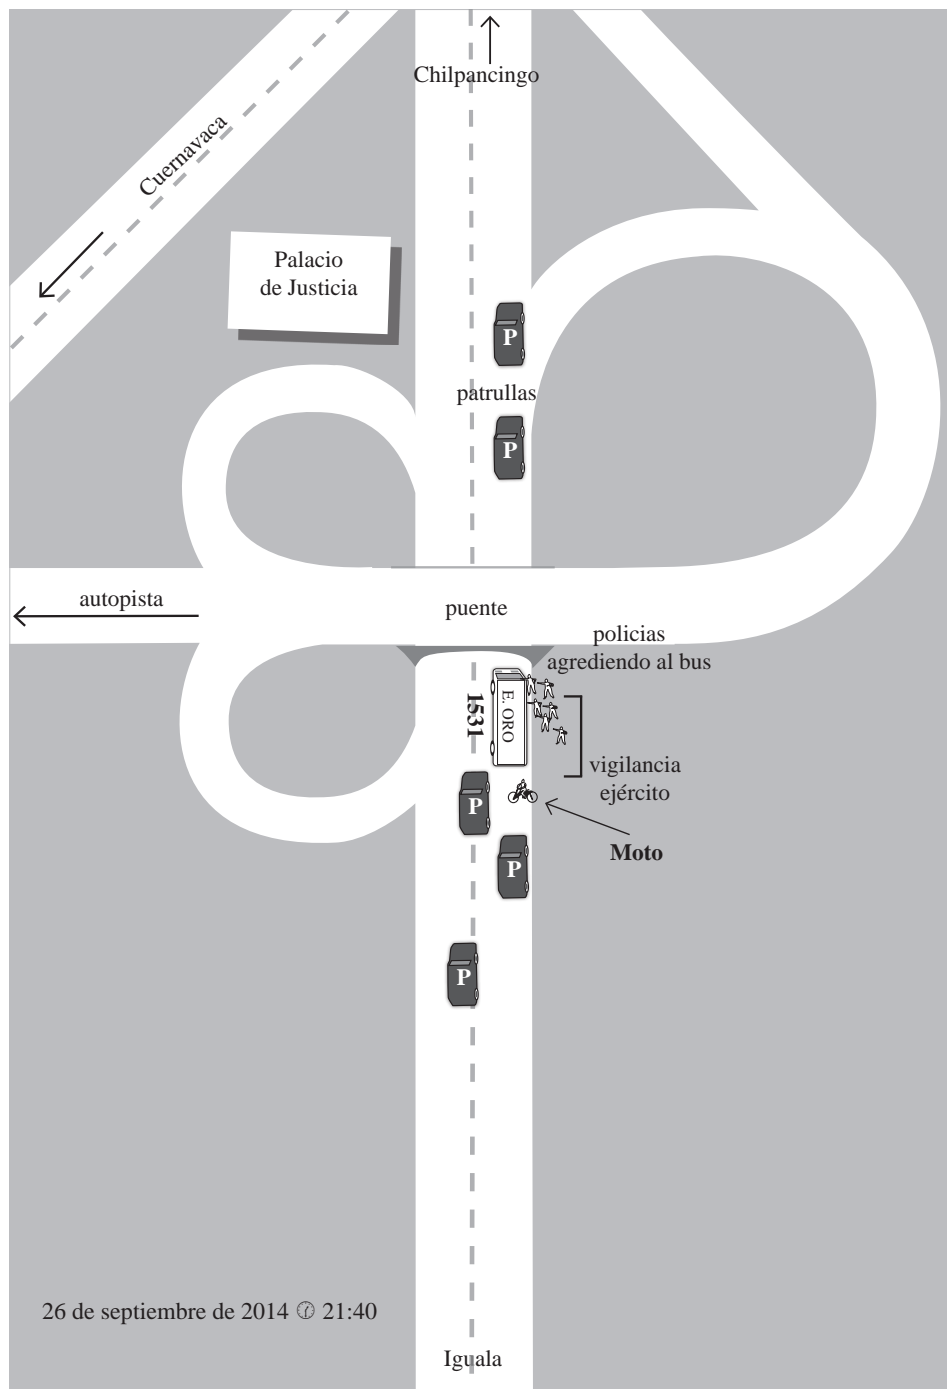 Chilpancingo
Cuernavaca
Palacio
de Justicia
P
patrullas
P
autopista
puente
policias
agrediendo al bus
1531
E. ORO
vigilancia
ejército
P
Moto
P
P
26 de septiembre de 2014 21:40
Iguala